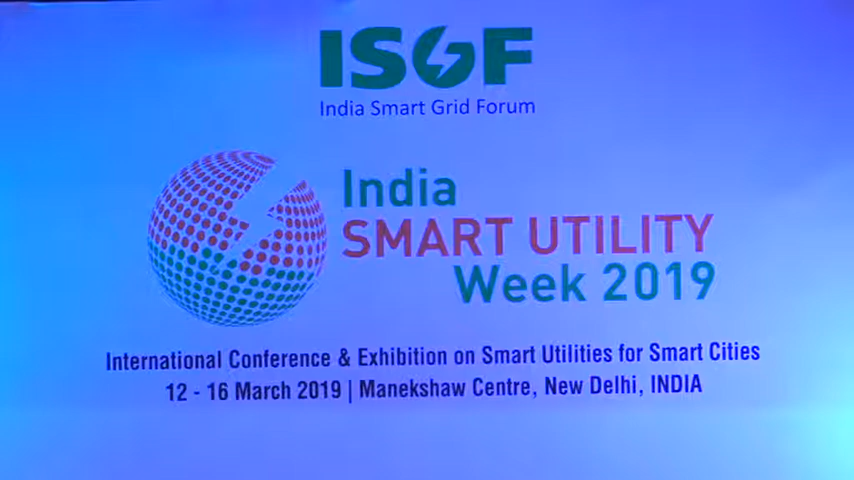 ISGF
India Smart Grid Forum
India
SMART UTILITY
Week 2019
International Conference & Exhibition on Smart Utilities for Smart Cities
12 - 16 March 2019 | Manekshaw Centre, New Delhi, INDIA